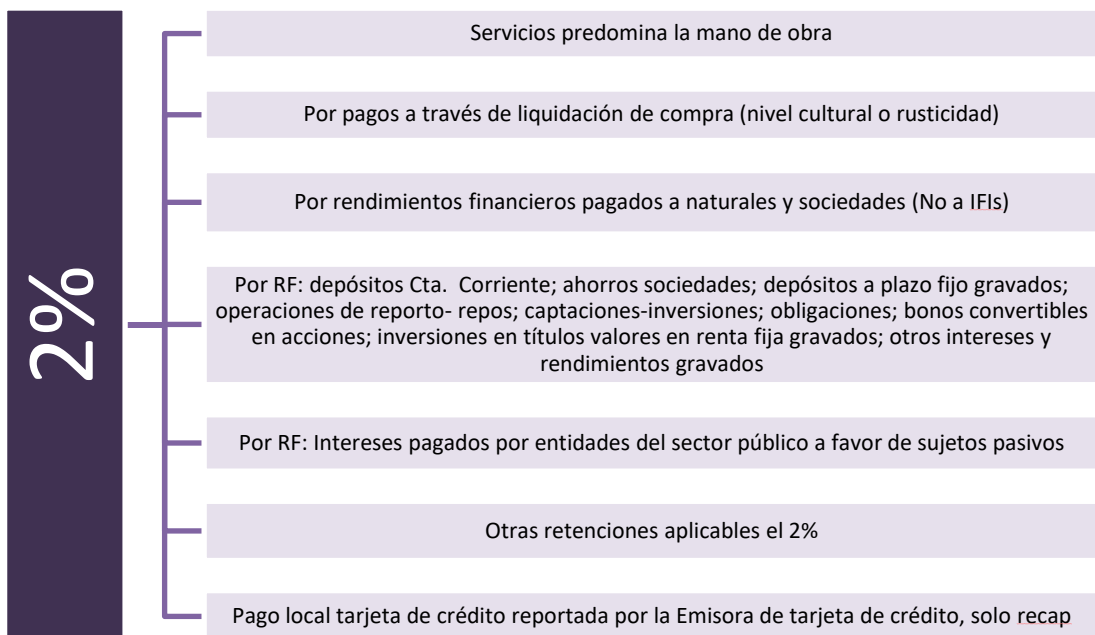 2%
Servicios predomina la mano de obra
Por pagos a través de liquidación de compra (nivel cultural o rusticidad)
Por rendimientos financieros pagados a naturales y sociedades (No a IFIs)
Por RF: depósitos Cta.  Corriente; ahorros sociedades; depósitos a plazo fijo gravados;
operaciones de reporto- repos; captaciones-inversiones; obligaciones; bonos convertibles
en acciones; inversiones en títulos valores en renta fija gravados; otros intereses y
rendimientos gravados
Por RF: Intereses pagados por entidades del sector público a favor de sujetos pasivos
Otras retenciones aplicables el 2%
Pago local tarjeta de crédito reportada por la Emisora de tarjeta de crédito, solo recap